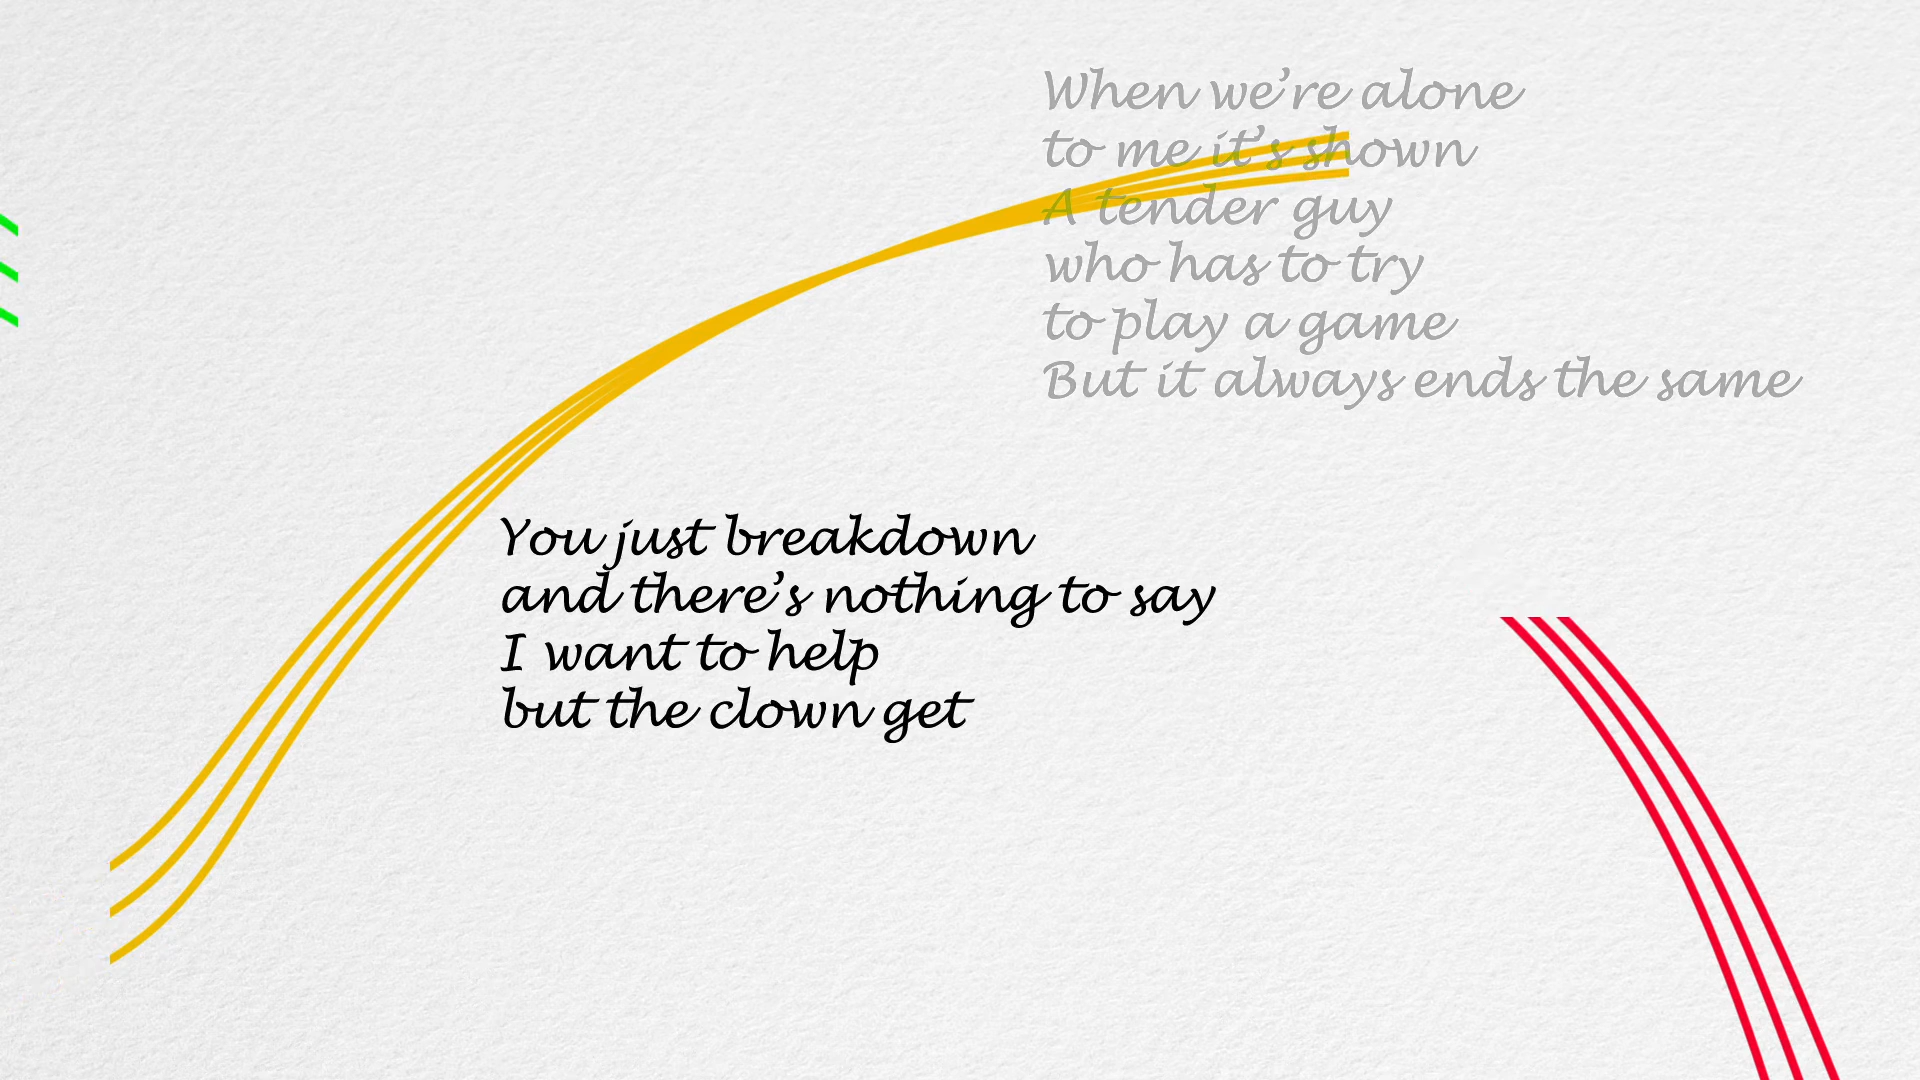 When we’re alone
to me it’s shown
A tender guy
who has to try
to play a game
But it always ends the same
You just breakdown
and there’s nothing to say
I want to help
but the clown get